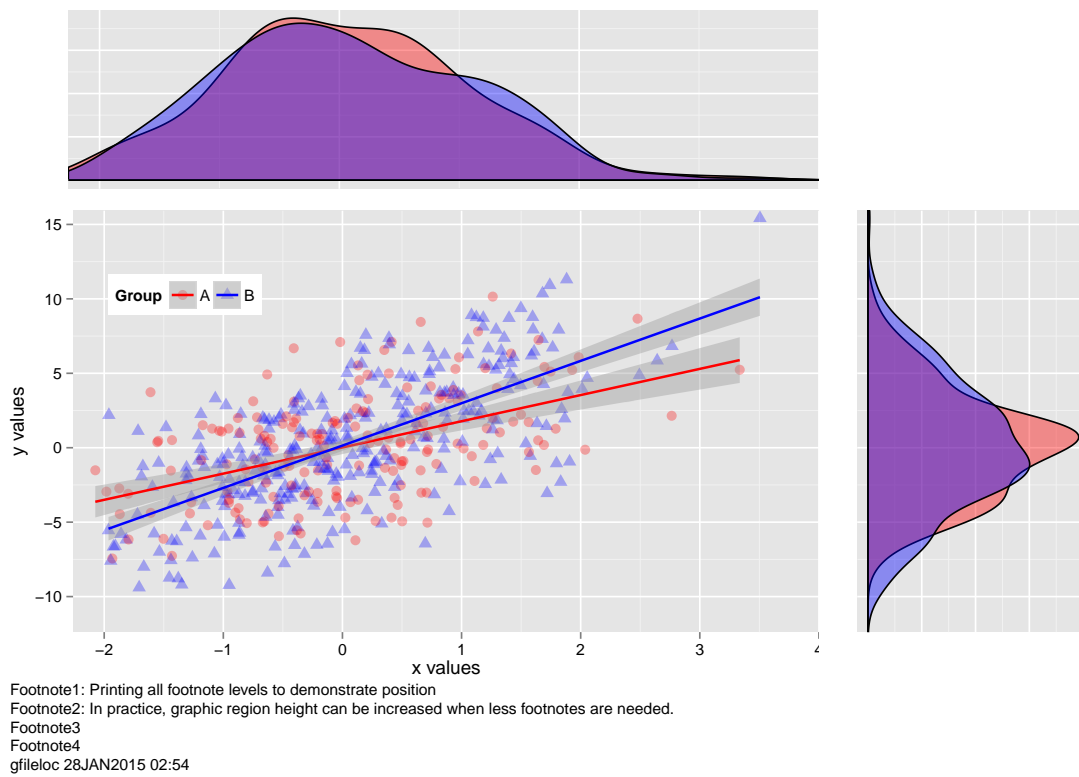 15
10
5
0
−5
−10
y values
Group A B
−2 −1 0 1 2 3 4
x values
Footnote1: Printing all footnote levels to demonstrate position
Footnote2: In practice, graphic region height can be increased when less footnotes are needed.
Footnote3
Footnote4
gfileloc 28JAN2015 02:54